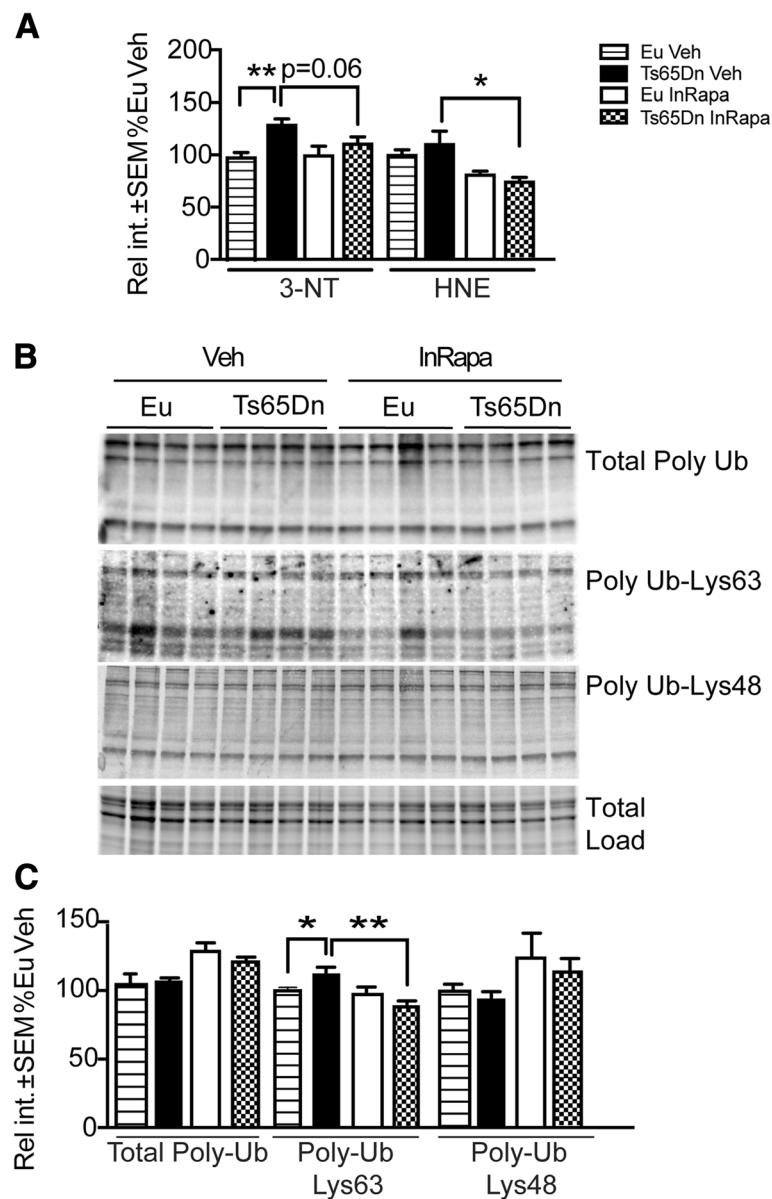 A
Rel int.±SEM%Eu Veh
200
150
100
50
0
** p=0.06
*
3-NT
HNE
Eu Veh
Ts65Dn Veh
Eu InRapa
Ts65Dn InRapa
B
Veh
InRapa
Eu
Ts65Dn
Eu
Ts65Dn
Total Poly Ub
Poly Ub-Lys63
Poly Ub-Lys48
Total
Load
C
Rel int.±SEM%Eu Veh
150
100
50
0
*
**
Total Poly-Ub
Poly-Ub
Lys63
Poly-Ub
Lys48